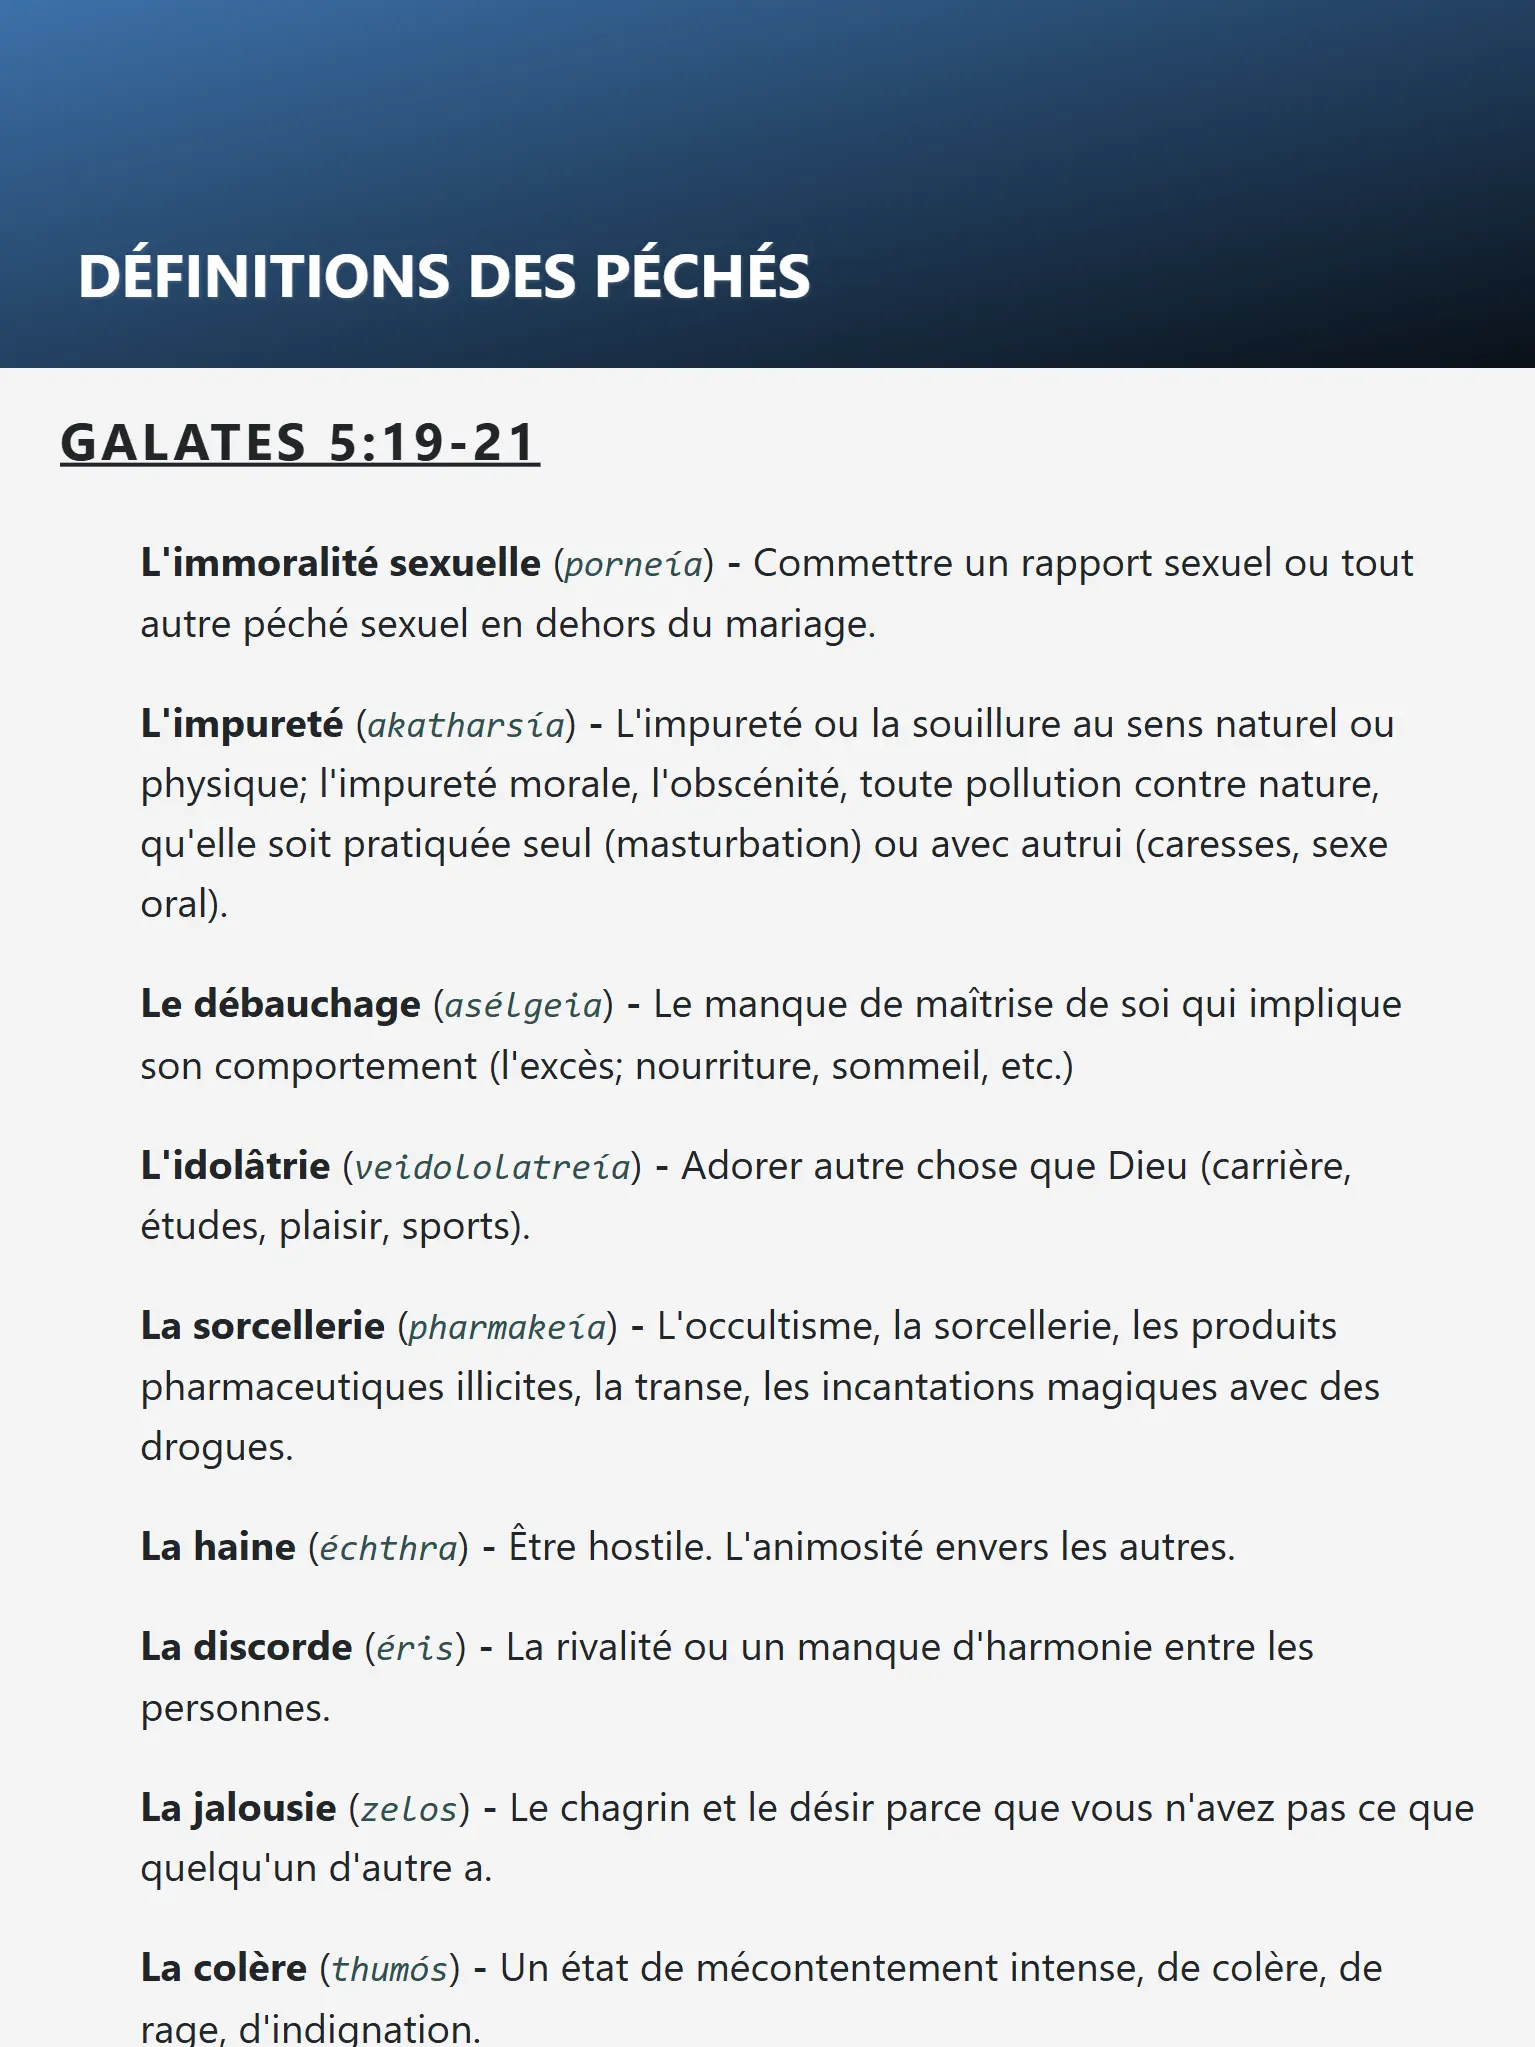 DÉFINITIONS DES PÉCHÉS
GALATES 5:19-21
L'immoralité sexuelle (porneía) - Commettre un rapport sexuel ou tout
autre péché sexuel en dehors du mariage.
L'impureté (akatharsía) - L'impureté ou la souillure au sens naturel ou
physique; l'impureté morale, l'obscénité, toute pollution contre nature,
qu'elle soit pratiquée seul (masturbation) ou avec autrui (caresses, sexe
oral).
Le débauchage (asélgeia) - Le manque de maîtrise de soi qui implique
son comportement (l'excès; nourriture, sommeil, etc.)
L'idolâtrie (veidololatreía) - Adorer autre chose que Dieu (carrière,
études, plaisir, sports).
La sorcellerie (pharmakeía) - L'occultisme, la sorcellerie, les produits
pharmaceutiques illicites, la transe, les incantations magiques avec des
drogues.
La haine (échthra) - Être hostile. L'animosité envers les autres.
La discorde (éris) - La rivalité ou un manque d'harmonie entre les
personnes.
La jalousie (zelos) - Le chagrin et le désir parce que vous n'avez pas ce que
quelqu'un d'autre a.
La colère (thumós) - Un état de mécontentement intense, de colère, de
rage, d'indignation.